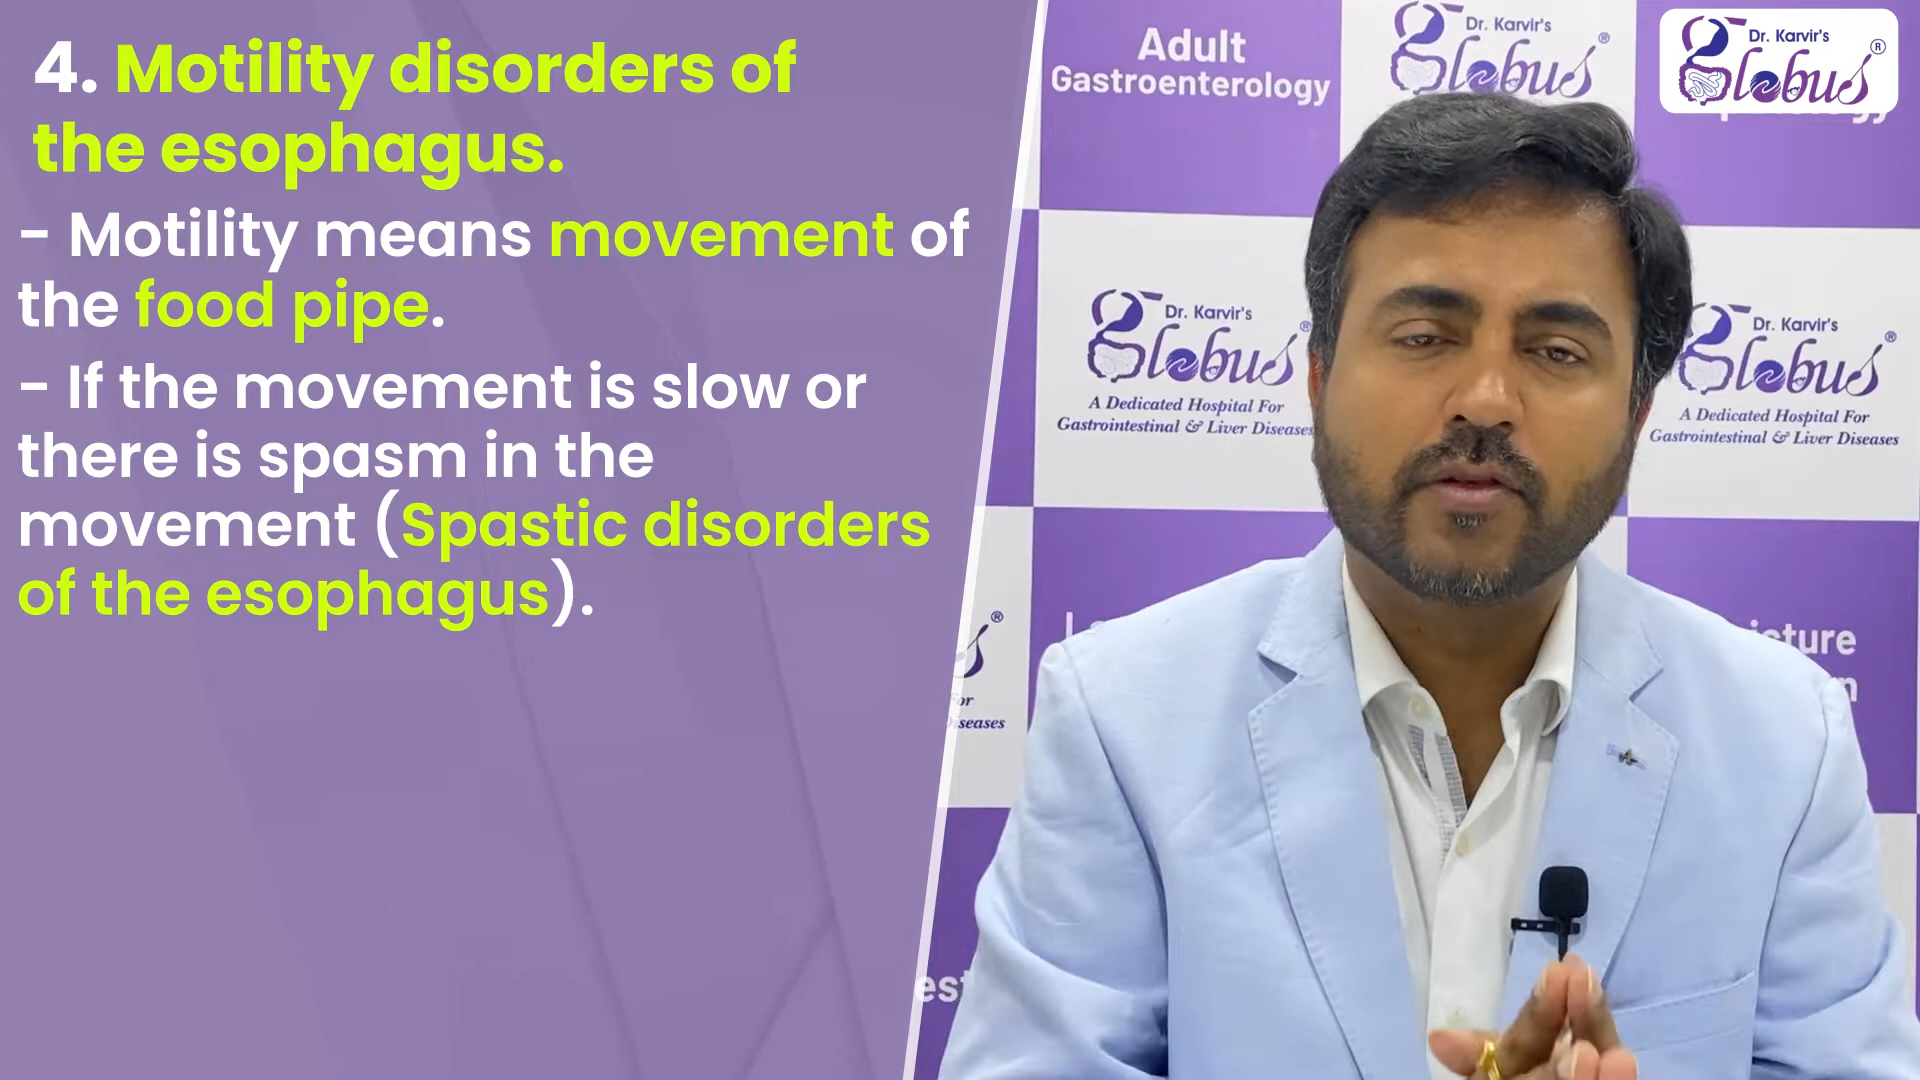 4. Motility disorders of
the esophagus.
- Motility means movement of
the food pipe.
- If the movement is slow or
there is spasm in the
movement (Spastic disorders
of the esophagus).
Adult
Gastroenterology
Dr. Karvir's
Globus®
Dr. Karvir's
Globus®
Dr. Karvir's
Globus®
A Dedicated Hospital For
Gastrointestinal & Liver Diseases
Dr. Karvir's
Globus®
A Dedicated Hospital For
Gastrointestinal & Liver Diseases
®
For